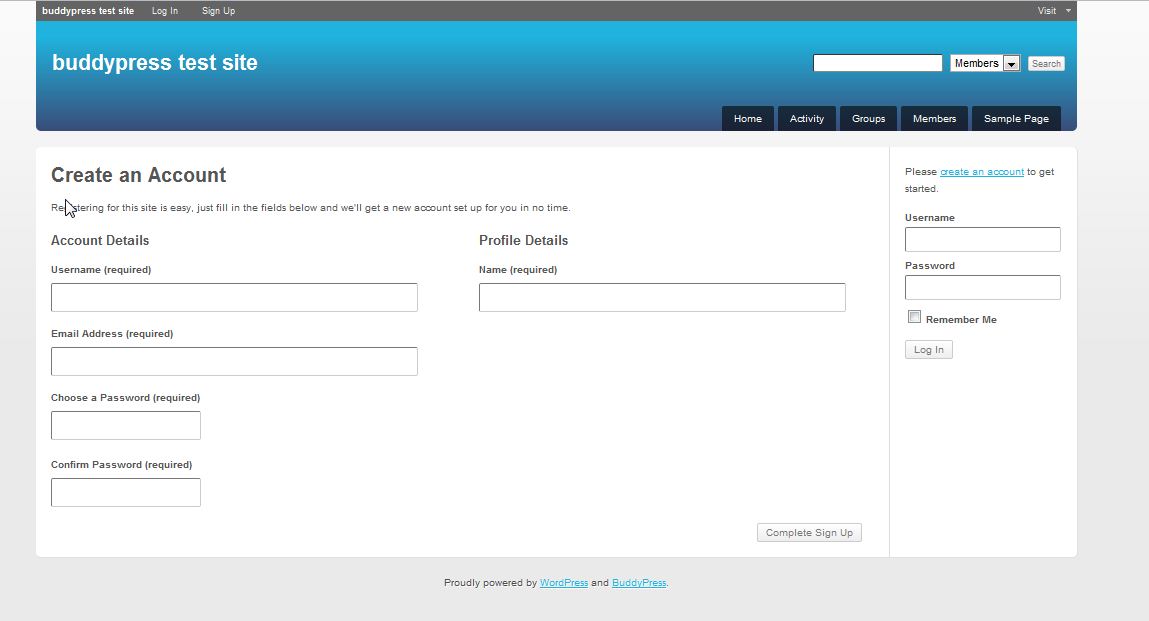 buddypress test site Log In Sign Up Visit
buddypress test site
Members Search
Home Activity Groups Members Sample Page
Create an Account
Registering for this site is easy, just fill in the fields below and we'll get a new account set up for you in no time.
Account Details
Username (required)
Email Address (required)
Choose a Password (required)
Confirm Password (required)
Profile Details
Name (required)
Complete Sign Up
Please create an account to get
started.
Username
Password
Remember Me
Log In
Proudly powered by WordPress and BuddyPress.